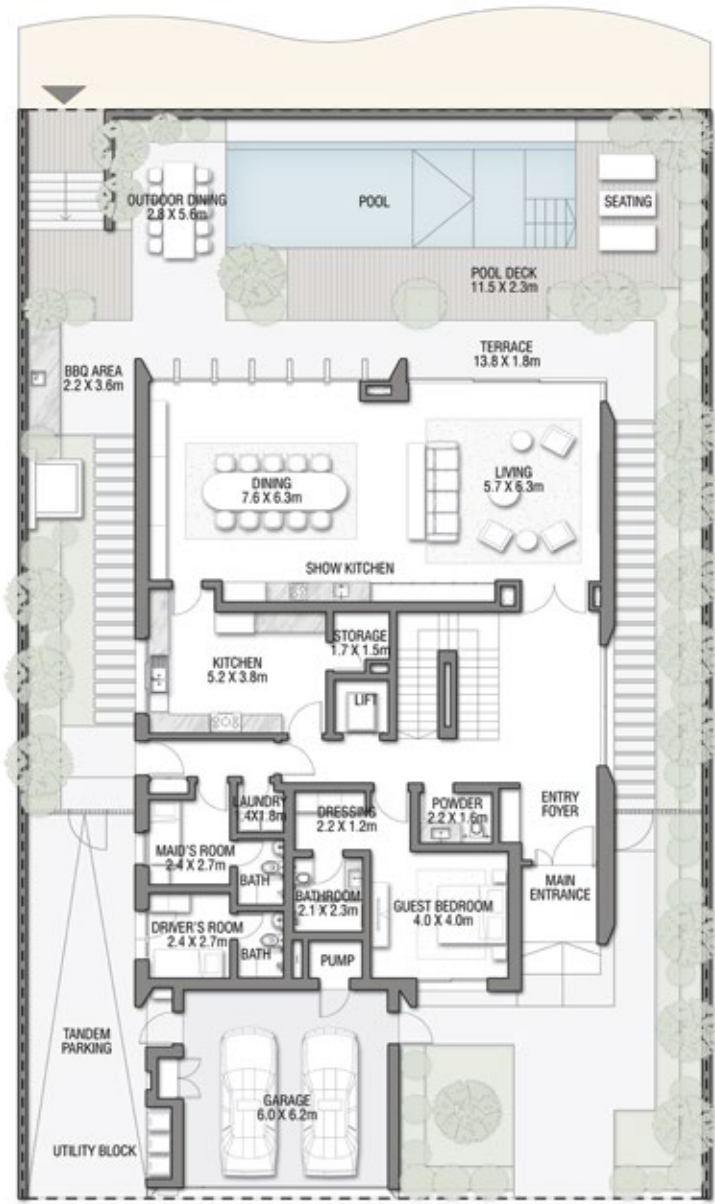 OUTDOOR DINING
2.8 X 5.6m
POOL
SEATING
POOL DECK
11.5 X 2.3m
TERRACE
13.8 X 1.8m
BBQ AREA
2.2 X 3.6m
DINING
7.6 X 6.3m
LIVING
5.7 X 6.3m
SHOW KITCHEN
STORAGE
1.7 X 1.5m
KITCHEN
5.2 X 3.8m
LIFT
LAUNDRY
1.4X1.8m
DRESSING
2.2 X 1.2m
POWDER
2.2 X 1.6m
ENTRY
FOYER
MAID'S ROOM
2.4 X 2.7m
BATH
BATHROOM
2.1 X 2.3m
GUEST BEDROOM
4.0 X 4.0m
MAIN
ENTRANCE
DRIVER'S ROOM
2.4 X 2.7m
BATH
PUMP
TANDEM
PARKING
GARAGE
6.0 X 6.2m
UTILITY BLOCK